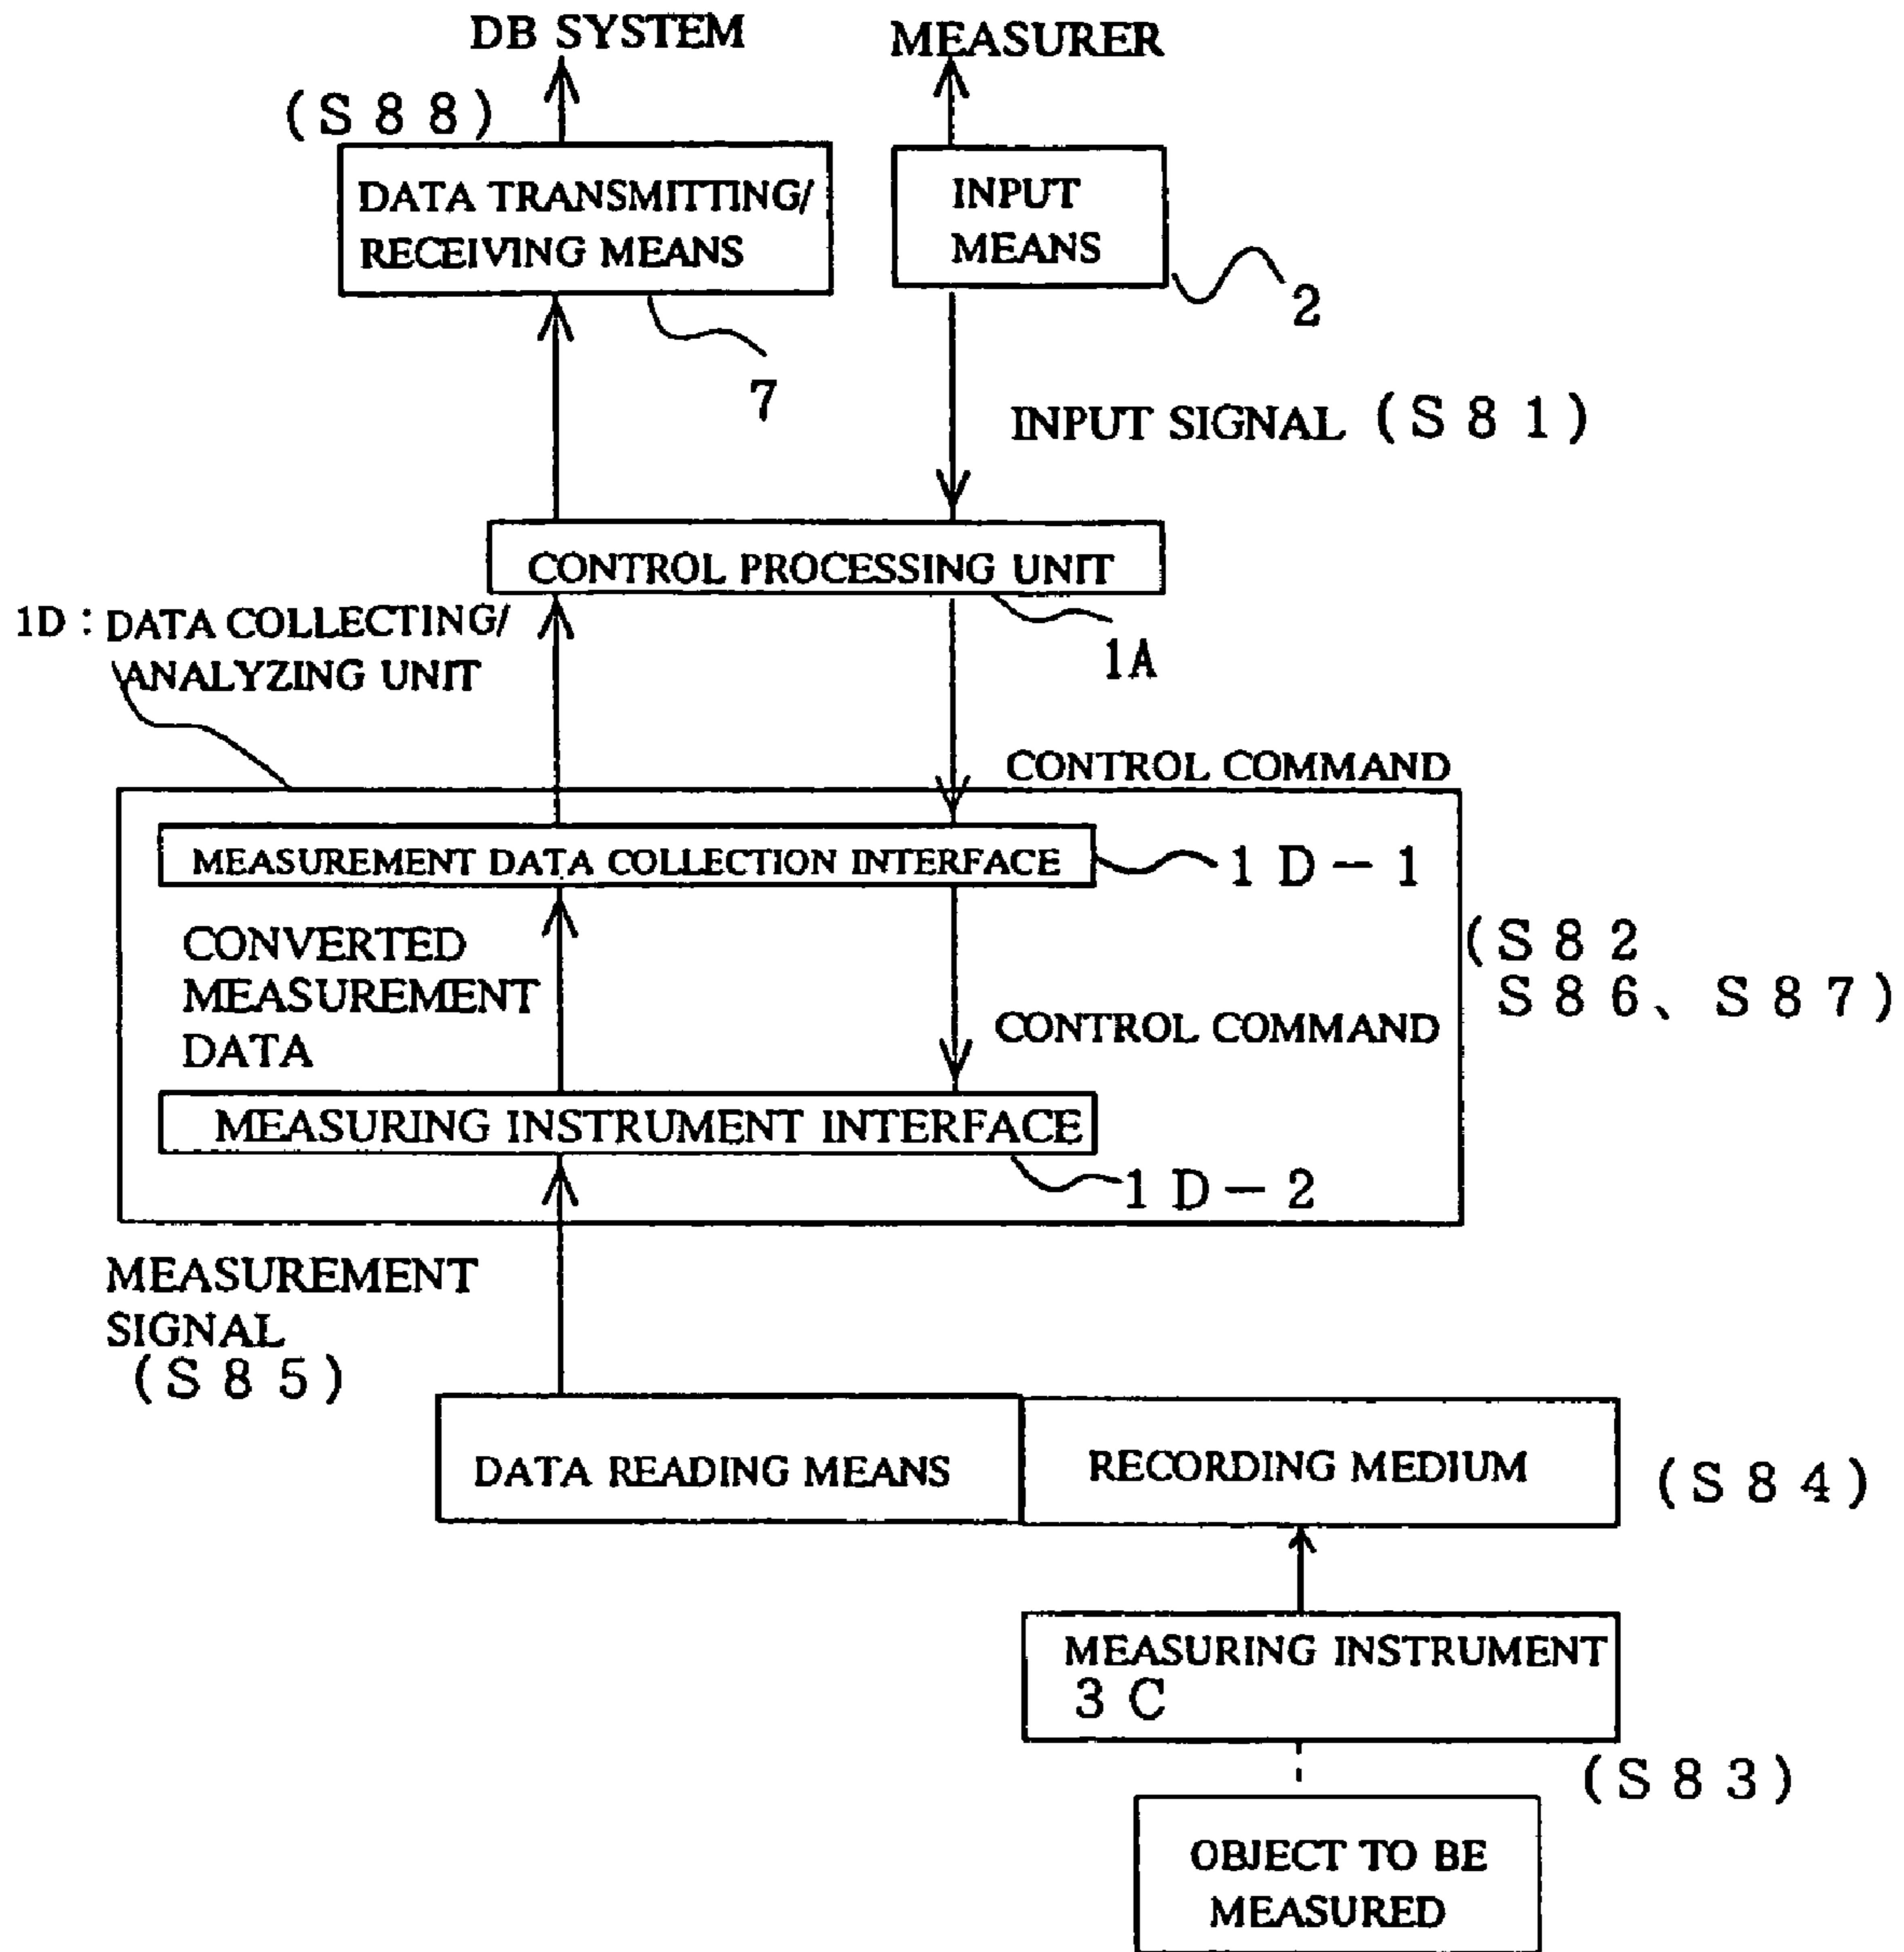 DB SYSTEM
MEASURER
(S88)
DATA TRANSMITTING/
RECEIVING MEANS
INPUT
MEANS
2
7
INPUT SIGNAL (S81)
CONTROL PROCESSING UNIT
1D : DATA COLLECTING/
ANALYZING UNIT
1A
CONTROL COMMAND
MEASUREMENT DATA COLLECTION INTERFACE
1D-1
CONVERTED
MEASUREMENT
DATA
(S82
S86、S87)
CONTROL COMMAND
MEASURING INSTRUMENT INTERFACE
1D-2
MEASUREMENT
SIGNAL
(S85)
DATA READING MEANS
RECORDING MEDIUM
(S84)
MEASURING INSTRUMENT
3C
(S83)
OBJECT TO BE
MEASURED